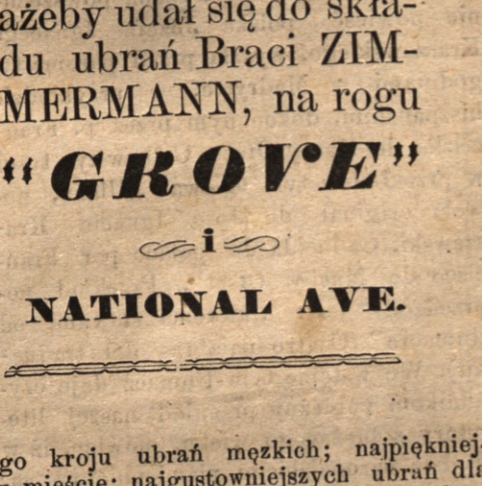 ażeby udał się do skła-
du ubrań Braci ZIM-
MERMANN, na rogu
“GROVE”
i
NATIONAL AVE.
go kroju ubrań męzkich; najpiękniej-
mieście; najgustowniejszych ubrań dla